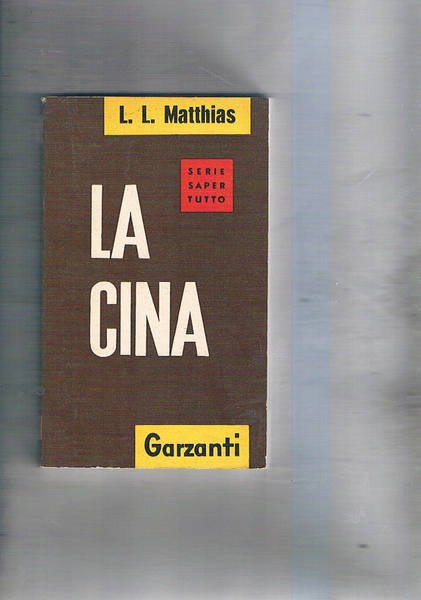 L. L. Matthias
SERIE
SAPER
TUTTO
LA
CINA
Garzanti